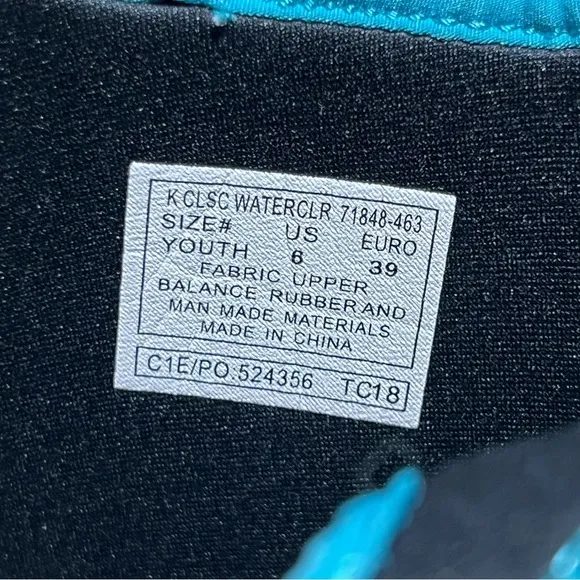 K CLSC WATERCLR 71848-463
SIZE# US EURO
YOUTH 6 39
FABRIC UPPER
BALANCE RUBBER AND
MAN MADE MATERIALS
MADE IN CHINA
C1E/PO.524356 TC18